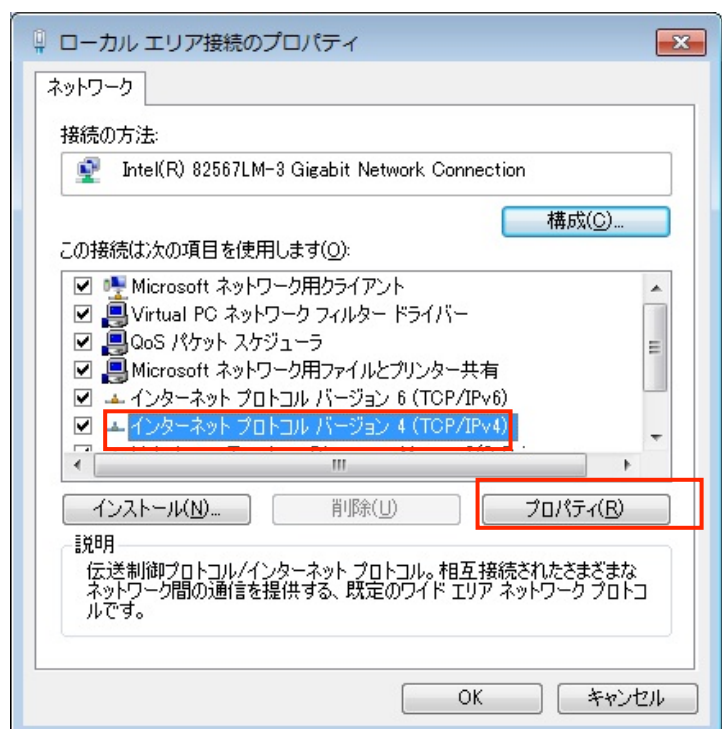 ローカル エリア接続のプロパティ
ネットワーク
接続の方法:
Intel(R) 82567LM-3 Gigabit Network Connection
構成(C)...
この接続は次の項目を使用します(O):
Microsoft ネットワーク用クライアント
Virtual PC ネットワーク フィルター ドライバー
QoS パケット スケジューラ
Microsoft ネットワーク用ファイルとプリンター共有
インターネット プロトコル バージョン 6 (TCP/IPv6)
インターネット プロトコル バージョン 4 (TCP/IPv4)
インストール(N)...
削除(U)
プロパティ(R)
説明
伝送制御プロトコル/インターネット プロトコル。相互接続されたさまざまな
ネットワーク間の通信を提供する、既定のワイド エリア ネットワーク プロトコ
ルです。
OK
キャンセル